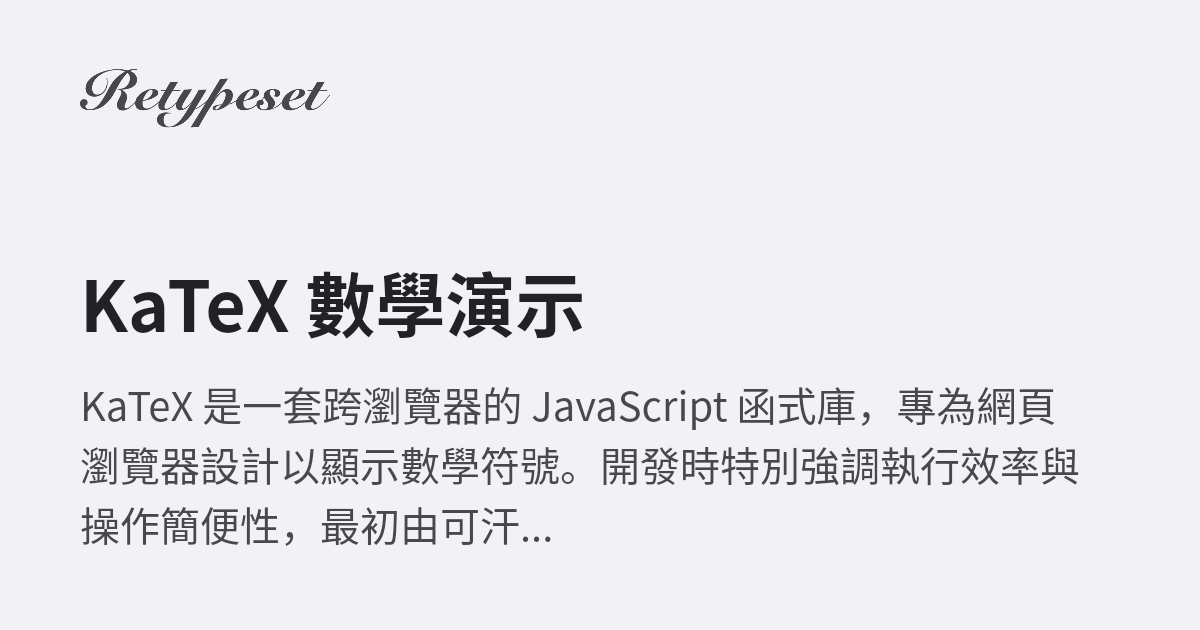 Retypeset
KaTeX 數學演示
KaTeX 是一套跨瀏覽器的 JavaScript 函式庫，專為網頁
瀏覽器設計以顯示數學符號。開發時特別強調執行效率與
操作簡便性，最初由可汗...